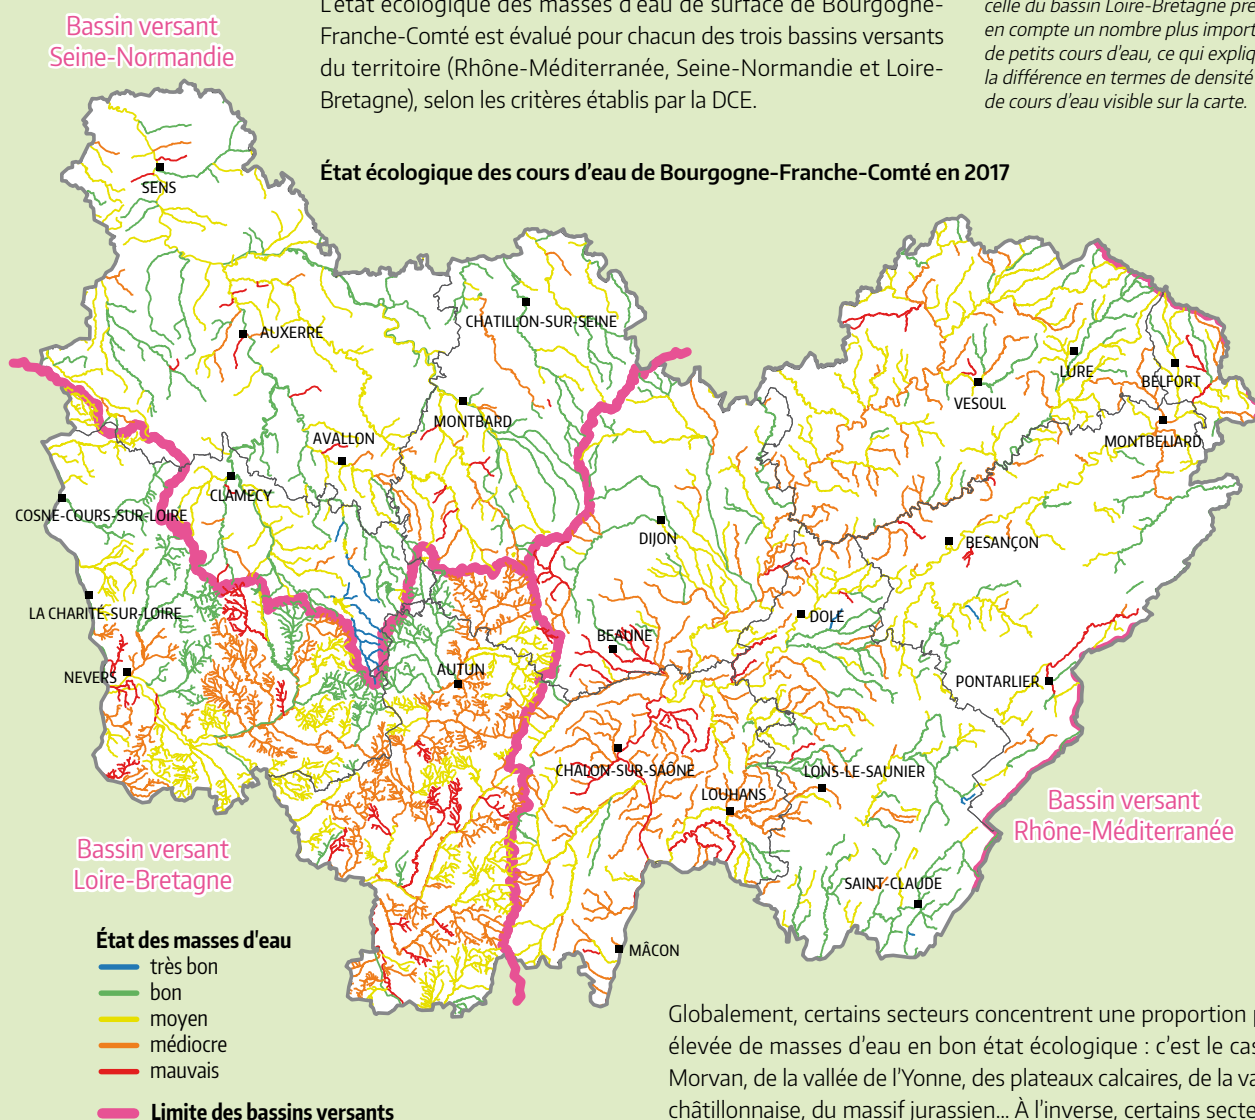 L'état écologique des masses d'eau de surface de Bourgogne-
Franche-Comté est évalué pour chacun des trois bassins versants
du territoire (Rhône-Méditerranée, Seine-Normandie et Loire-
Bretagne), selon les critères établis par la DCE.
celle du bassin Loire-Bretagne
en compte un nombre plus
de petits cours d'eau, ce qui
la différence en termes de densité
de cours d'eau visible sur la carte.
État écologique des cours d'eau de Bourgogne-Franche-Comté en 2017
Bassin versant
Seine-Normandie
SENS
AUXERRE
CHATILLON-SUR-SEINE
MONTBARD
AVALLON
CLAMECY
COSNE-COURS-SUR-LOIRE
LA CHARITÉ-SUR-LOIRE
NEVERS
AUTUN
DIJON
BEAUNE
VESOUL
LURE
BELFORT
MONTBELIARD
BESANÇON
DOLE
PONTARLIER
CHALON-SUR-SAÔNE
LOUHANS
LONS-LE-SAUNIER
SAINT-CLAUDE
MÂCON
Bassin versant
Rhône-Méditerranée
Bassin versant
Loire-Bretagne
État des masses d'eau
très bon
bon
moyen
médiocre
mauvais
Limite des bassins versants
Globalement, certains secteurs concentrent une proportion
élevée de masses d'eau en bon état écologique : c'est le cas
Morvan, de la vallée de l'Yonne, des plateaux calcaires, de la
châtillonnaise, du massif jurassien... À l'inverse, certains